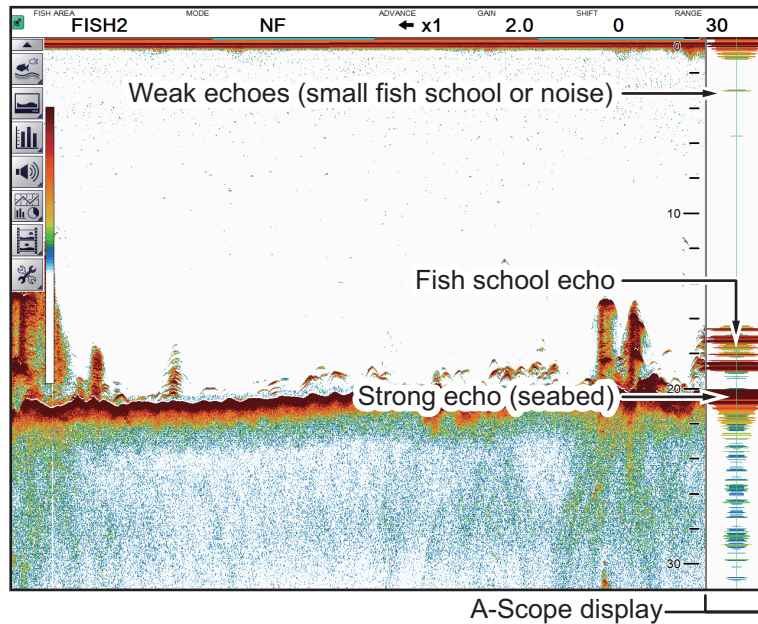 FISH AREA MODE ADVANCE GAIN SHIFT RANGE
FISH2 NF ← x1 2.0 0 30
0
Weak echoes (small fish school or noise)
10
Fish school echo
20
Strong echo (seabed)
30
A-Scope display